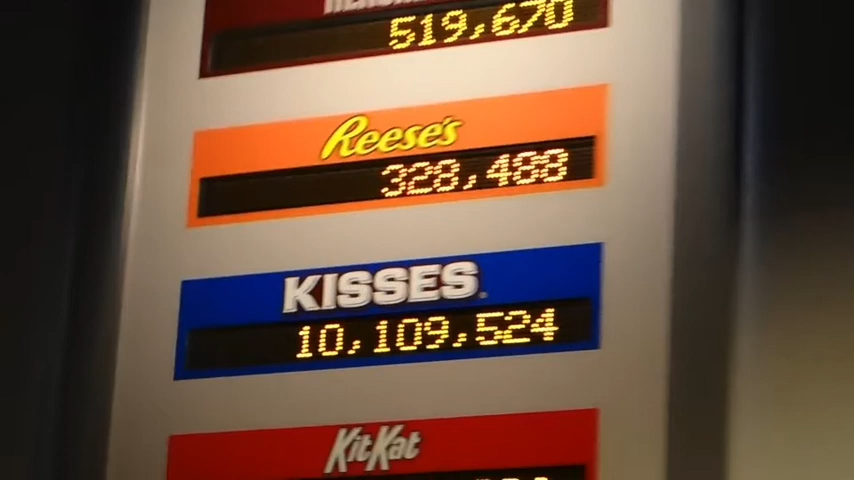 519,670
Reese's
328,488
KISSES.
10,109,524
KitKat